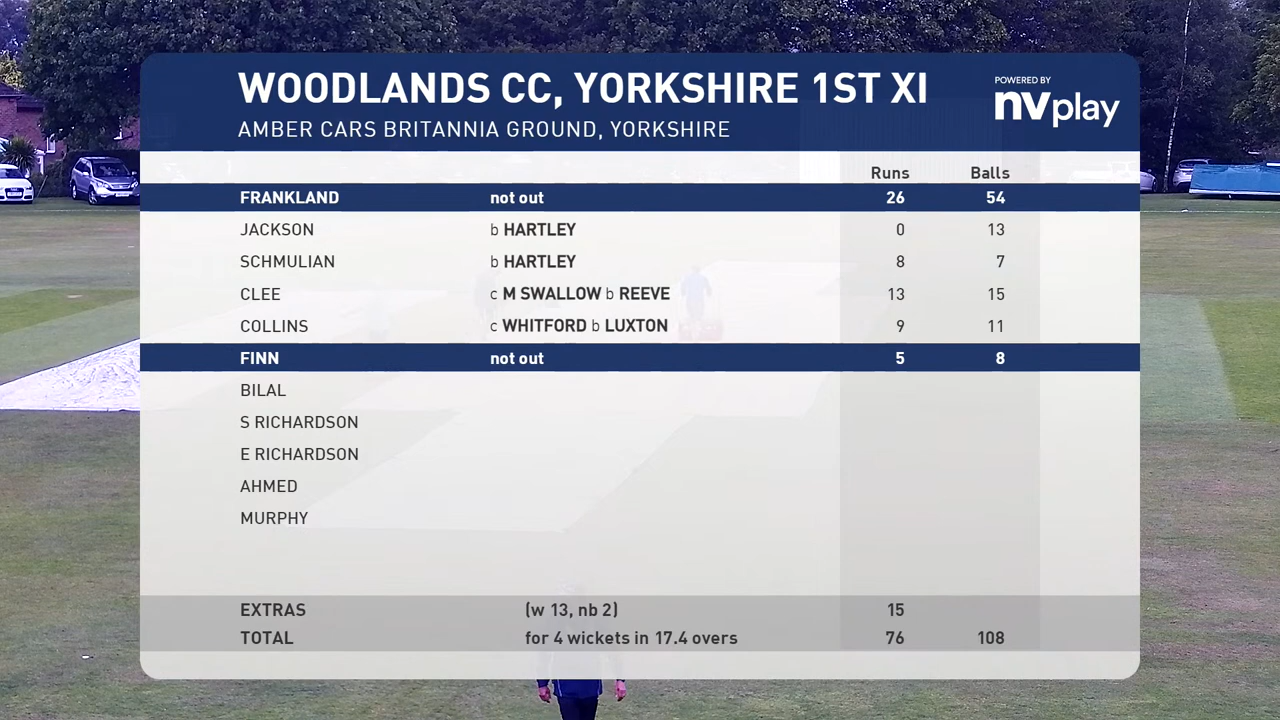 WOODLANDS CC, YORKSHIRE 1ST XI
AMBER CARS BRITANNIA GROUND, YORKSHIRE
POWERED BY
nvplay
Runs Balls
FRANKLAND not out 26 54
JACKSON b HARTLEY 0 13
SCHMULIAN b HARTLEY 8 7
CLEE c M SWALLOW b REEVE 13 15
COLLINS c WHITFORD b LUXTON 9 11
FINN not out 5 8
BILAL
S RICHARDSON
E RICHARDSON
AHMED
MURPHY
EXTRAS (w 13, nb 2) 15
TOTAL for 4 wickets in 17.4 overs 76 108